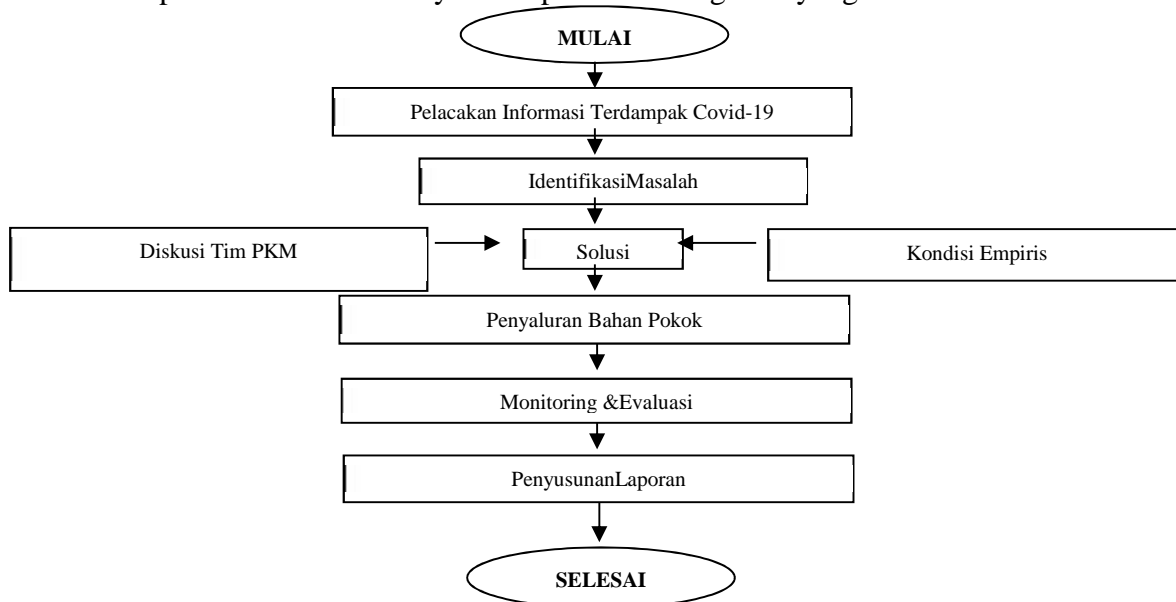 MULAI
Pelacakan Informasi Terdampak Covid-19
IdentifikasiMasalah
Diskusi Tim PKM
Solusi
Kondisi Empiris
Penyaluran Bahan Pokok
Monitoring &Evaluasi
PenyusunanLaporan
SELESAI